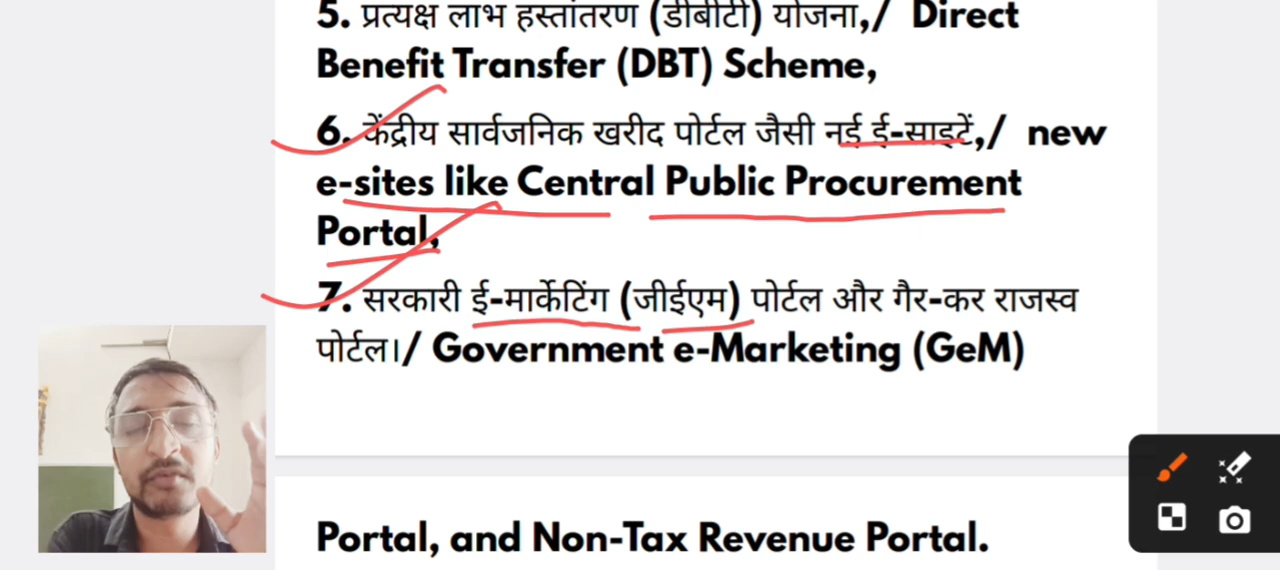 5. प्रत्यक्ष लाभ हस्तांतरण (डीबीटी) योजना,/ Direct
Benefit Transfer (DBT) Scheme,
6. केंद्रीय सार्वजनिक खरीद पोर्टल जैसी नई ई-साइटें,/ new
e-sites like Central Public Procurement
Portal,
7. सरकारी ई-मार्केटिंग (जीईएम) पोर्टल और गैर-कर राजस्व
पोर्टल।/ Government e-Marketing (GeM)
Portal, and Non-Tax Revenue Portal.